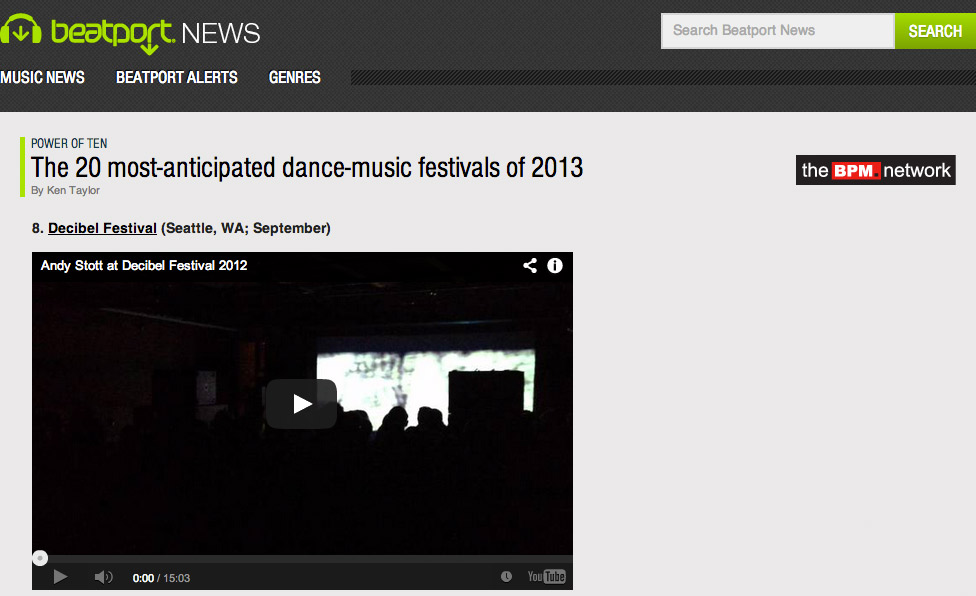 beatport NEWS
Search Beatport News
SEARCH
MUSIC NEWS BEATPORT ALERTS GENRES
POWER OF TEN
The 20 most-anticipated dance-music festivals of 2013
By Ken Taylor
the BPM. network
8. Decibel Festival (Seattle, WA; September)
Andy Stott at Decibel Festival 2012
0:00 / 15:03
YouTube